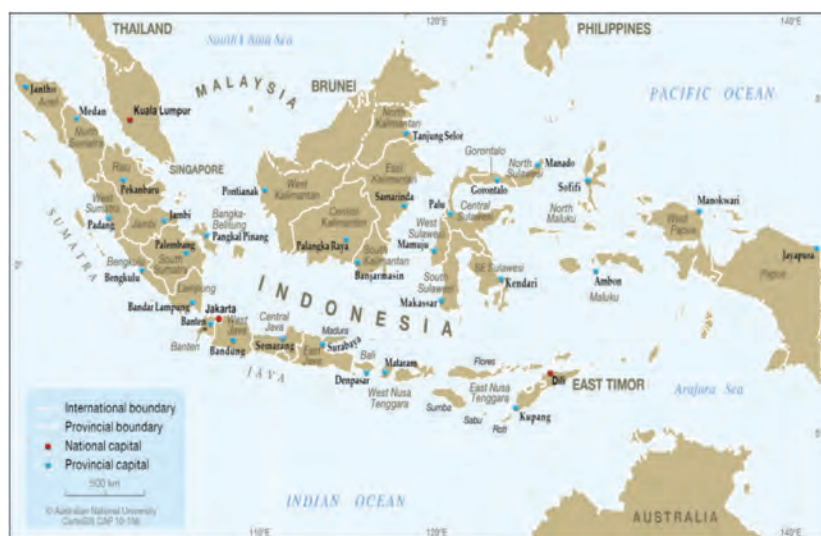 120°E
140°E
THAILAND
PHILIPPINES
Sea
BRUNEI
MALAYSIA
PACIFIC OCEAN
Jantho
Aceh
Medan
Kuala Lumpur
North
Sumatra
North
Kalimantan
Tanjung Selor
Riau
SINGAPORE
Pekanbaru
Gorontalo
North
Sulawesi
Manado
East
Kalimantan
Pontianak
West
Kalimantan
Gorontalo
Sofifi
Manokwari
West
Sumatra
Samarinda
Palu
Central
Sulawesi
North
Maluku
West
Papua
SUMATRA
Padang
Jambi
Jambi
Bangka-
Belitung
Pangkal Pinang
Central
Kalimantan
West
Sulawesi
Palembang
Palangka Raya
Mamuju
Jayapura
0°
Bengkulu
South
Sumatra
South
Kalimantan
Bengkulu
Banjarmasin
South
Sulawesi
SE Sulawesi
Kendari
Ambon
Maluku
Papua
Lampung
INDONESIA
Bandar Lampung
Makassar
Jakarta
Banten
West
Java
Central
Java
Madura
Semarang
Surabaya
Banten
Bandung
East
Java
Bali
Mataram
Flores
JAVA
Denpasar
West Nusa
Tenggara
East Nusa
Tenggara
Dili
EAST TIMOR
Arafura Sea
Sumba
Sabu
Roti
Kupang
International boundary
Provincial boundary
National capital
Provincial capital
500 km
© Australian National University
CartoGIS CAP
INDIAN OCEAN
AUSTRALIA
110°E
120°E